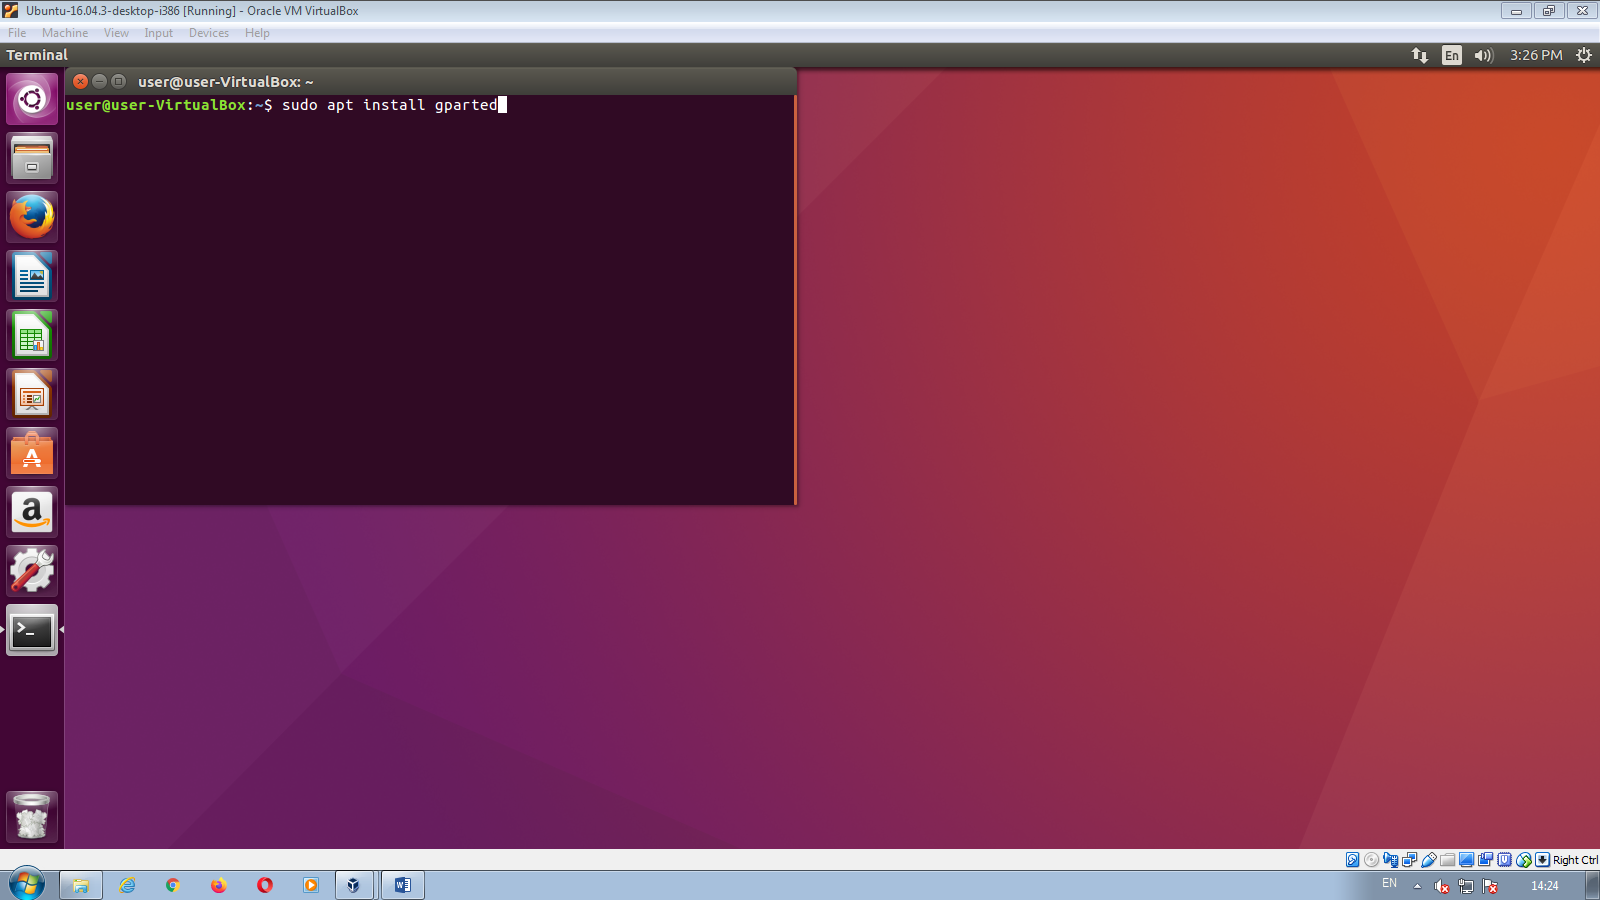 Ubuntu-16.04.3-desktop-i386 [Running] - Oracle VM VirtualBox
File Machine View Input Devices Help
Terminal En 3:26 PM
user@user-VirtualBox: ~
user@user-VirtualBox:~$ sudo apt install gparted
Right Ctrl
EN 14:24